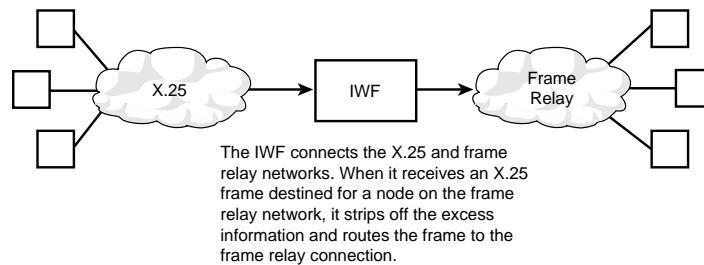 X.25
IWF
Frame
Relay
The IWF connects the X.25 and frame
relay networks. When it receives an X.25
frame destined for a node on the frame
relay network, it strips off the excess
information and routes the frame to the
frame relay connection.